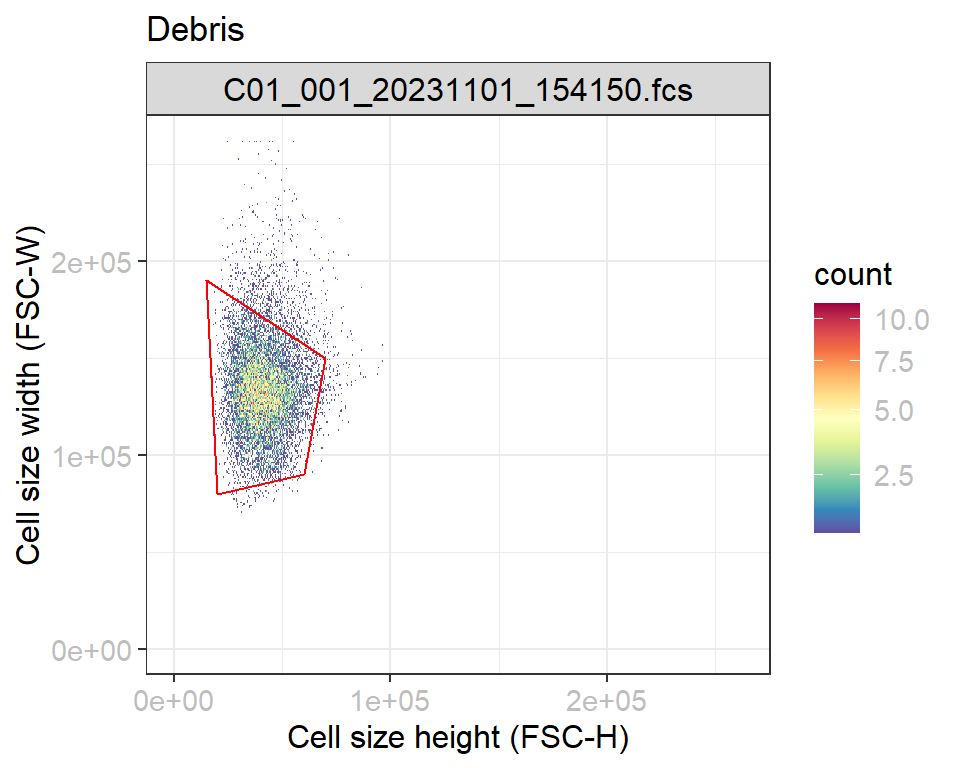 Debris
C01_001_20231101_154150.fcs
Cell size width (FSC-W)
2e+05
1e+05
0e+00
0e+00 1e+05 2e+05
Cell size height (FSC-H)
count
10.0
7.5
5.0
2.5